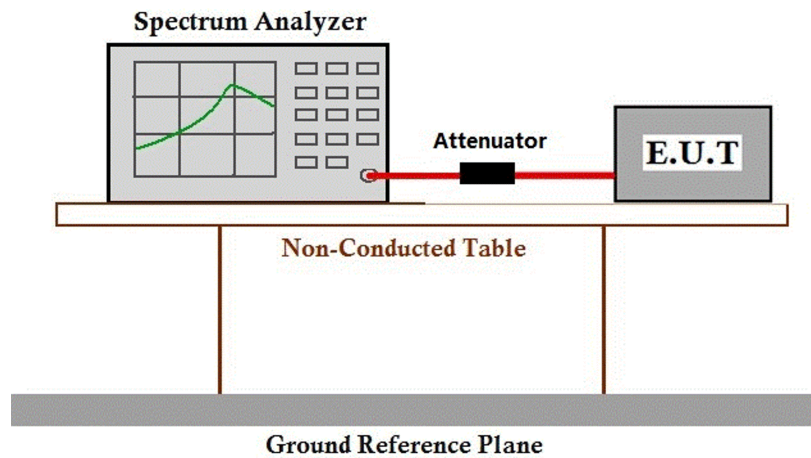 Spectrum Analyzer
Attenuator
E.U.T
Non-Conducted Table
Ground Reference Plane